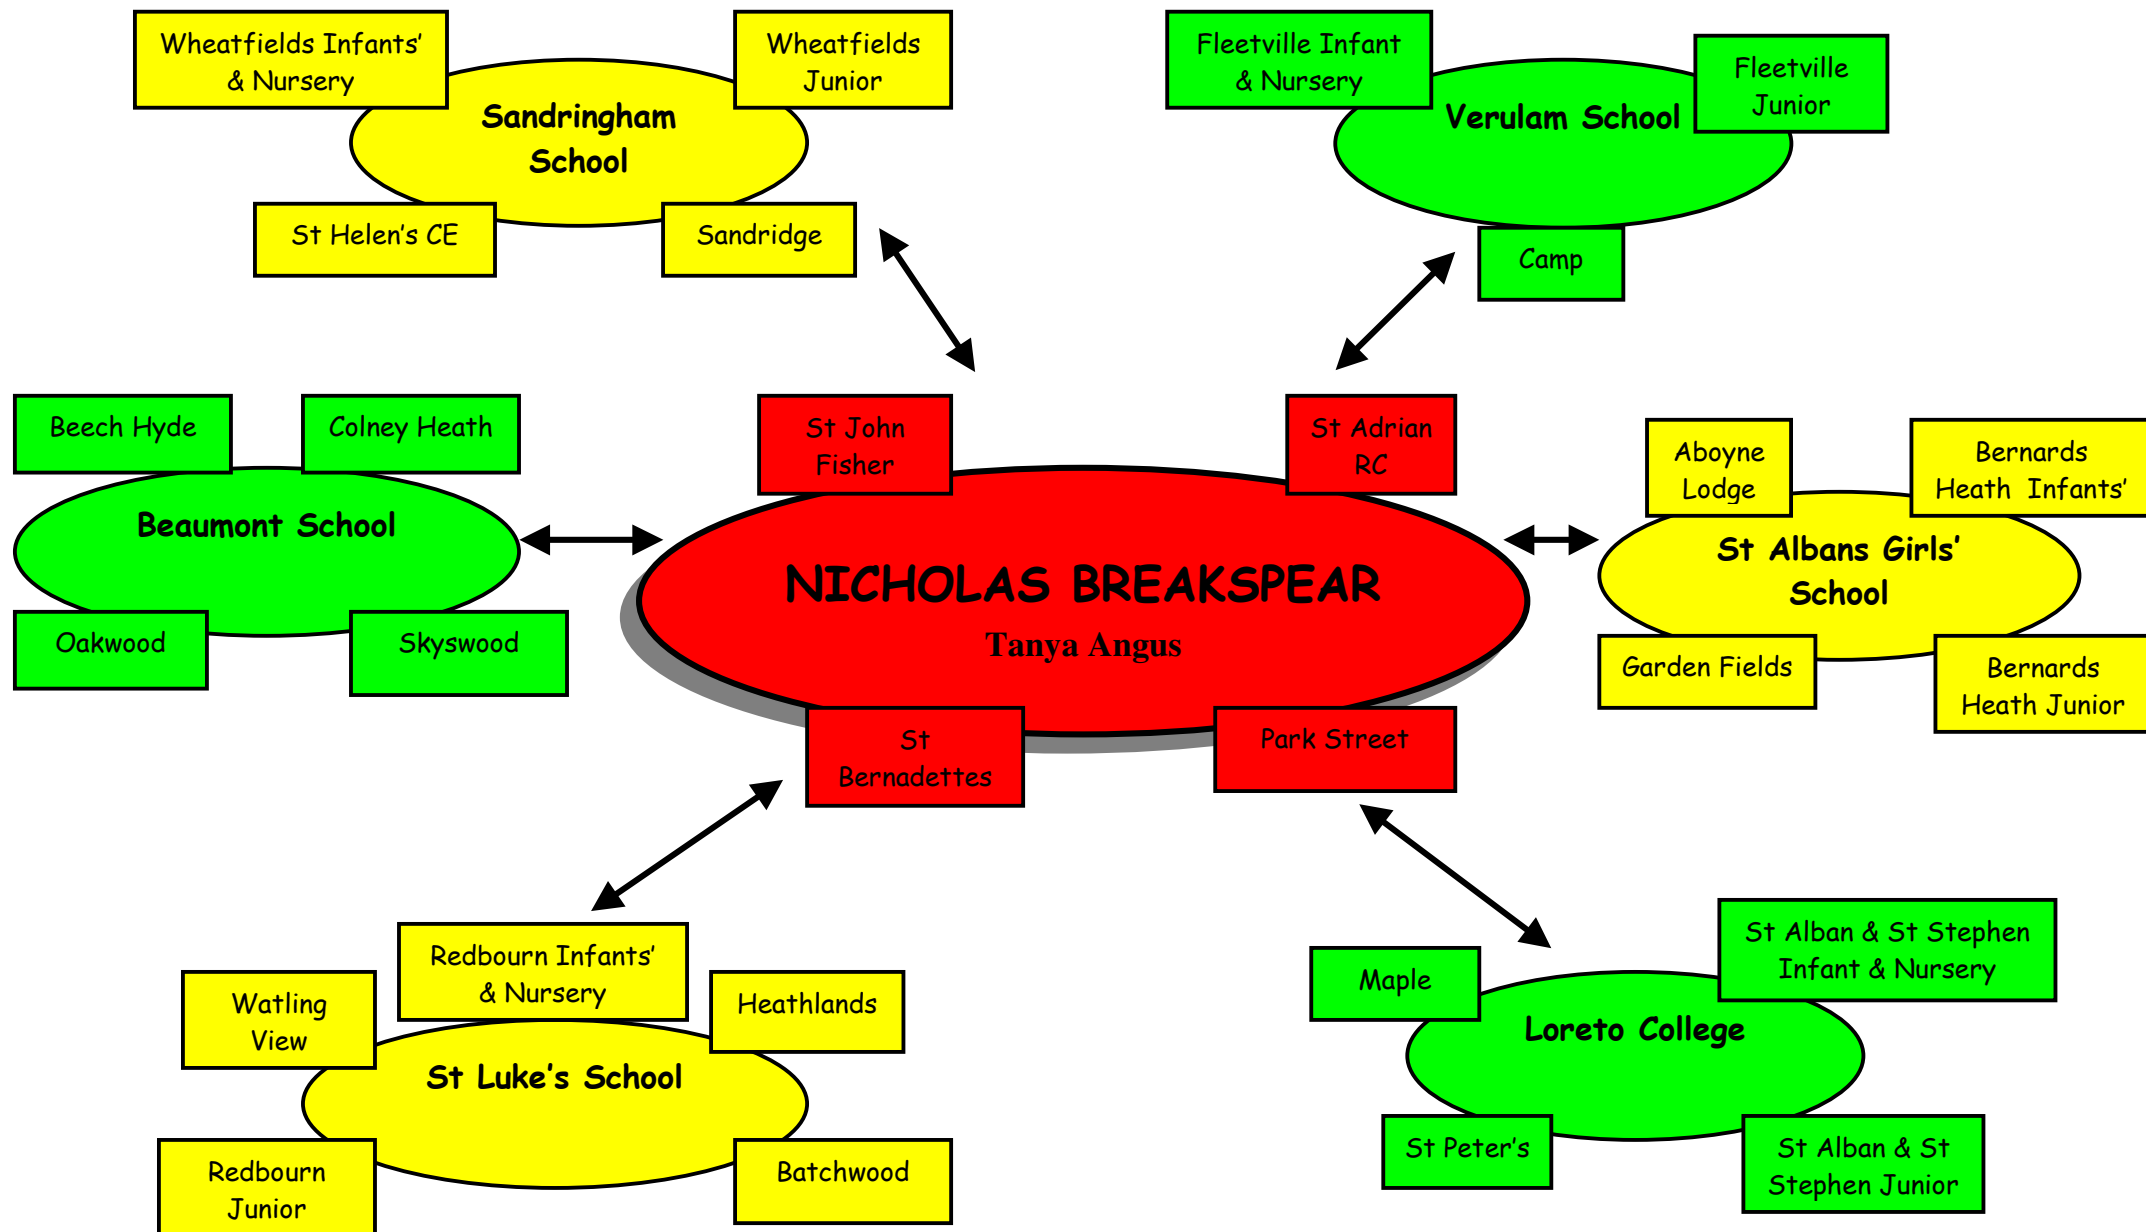 Wheatfields Infants'
& Nursery
Wheatfields
Junior
Sandringham
School
St Helen's CE
Sandridge
Fleetville Infant
& Nursery
Fleetville
Junior
Verulam School
Camp
Beech Hyde
Colney Heath
Beaumont School
Oakwood
Skyswood
St John
Fisher
St Adrian
RC
NICHOLAS BREAKSPEAR
Tanya Angus
St
Bernadettes
Park Street
Aboyne
Lodge
Bernards
Heath Infants'
St Albans Girls'
School
Garden Fields
Bernards
Heath Junior
Redbourn Infants'
& Nursery
Watling
View
Heathlands
St Luke's School
Redbourn
Junior
Batchwood
Maple
St Alban & St Stephen
Infant & Nursery
Loreto College
St Peter's
St Alban & St
Stephen Junior